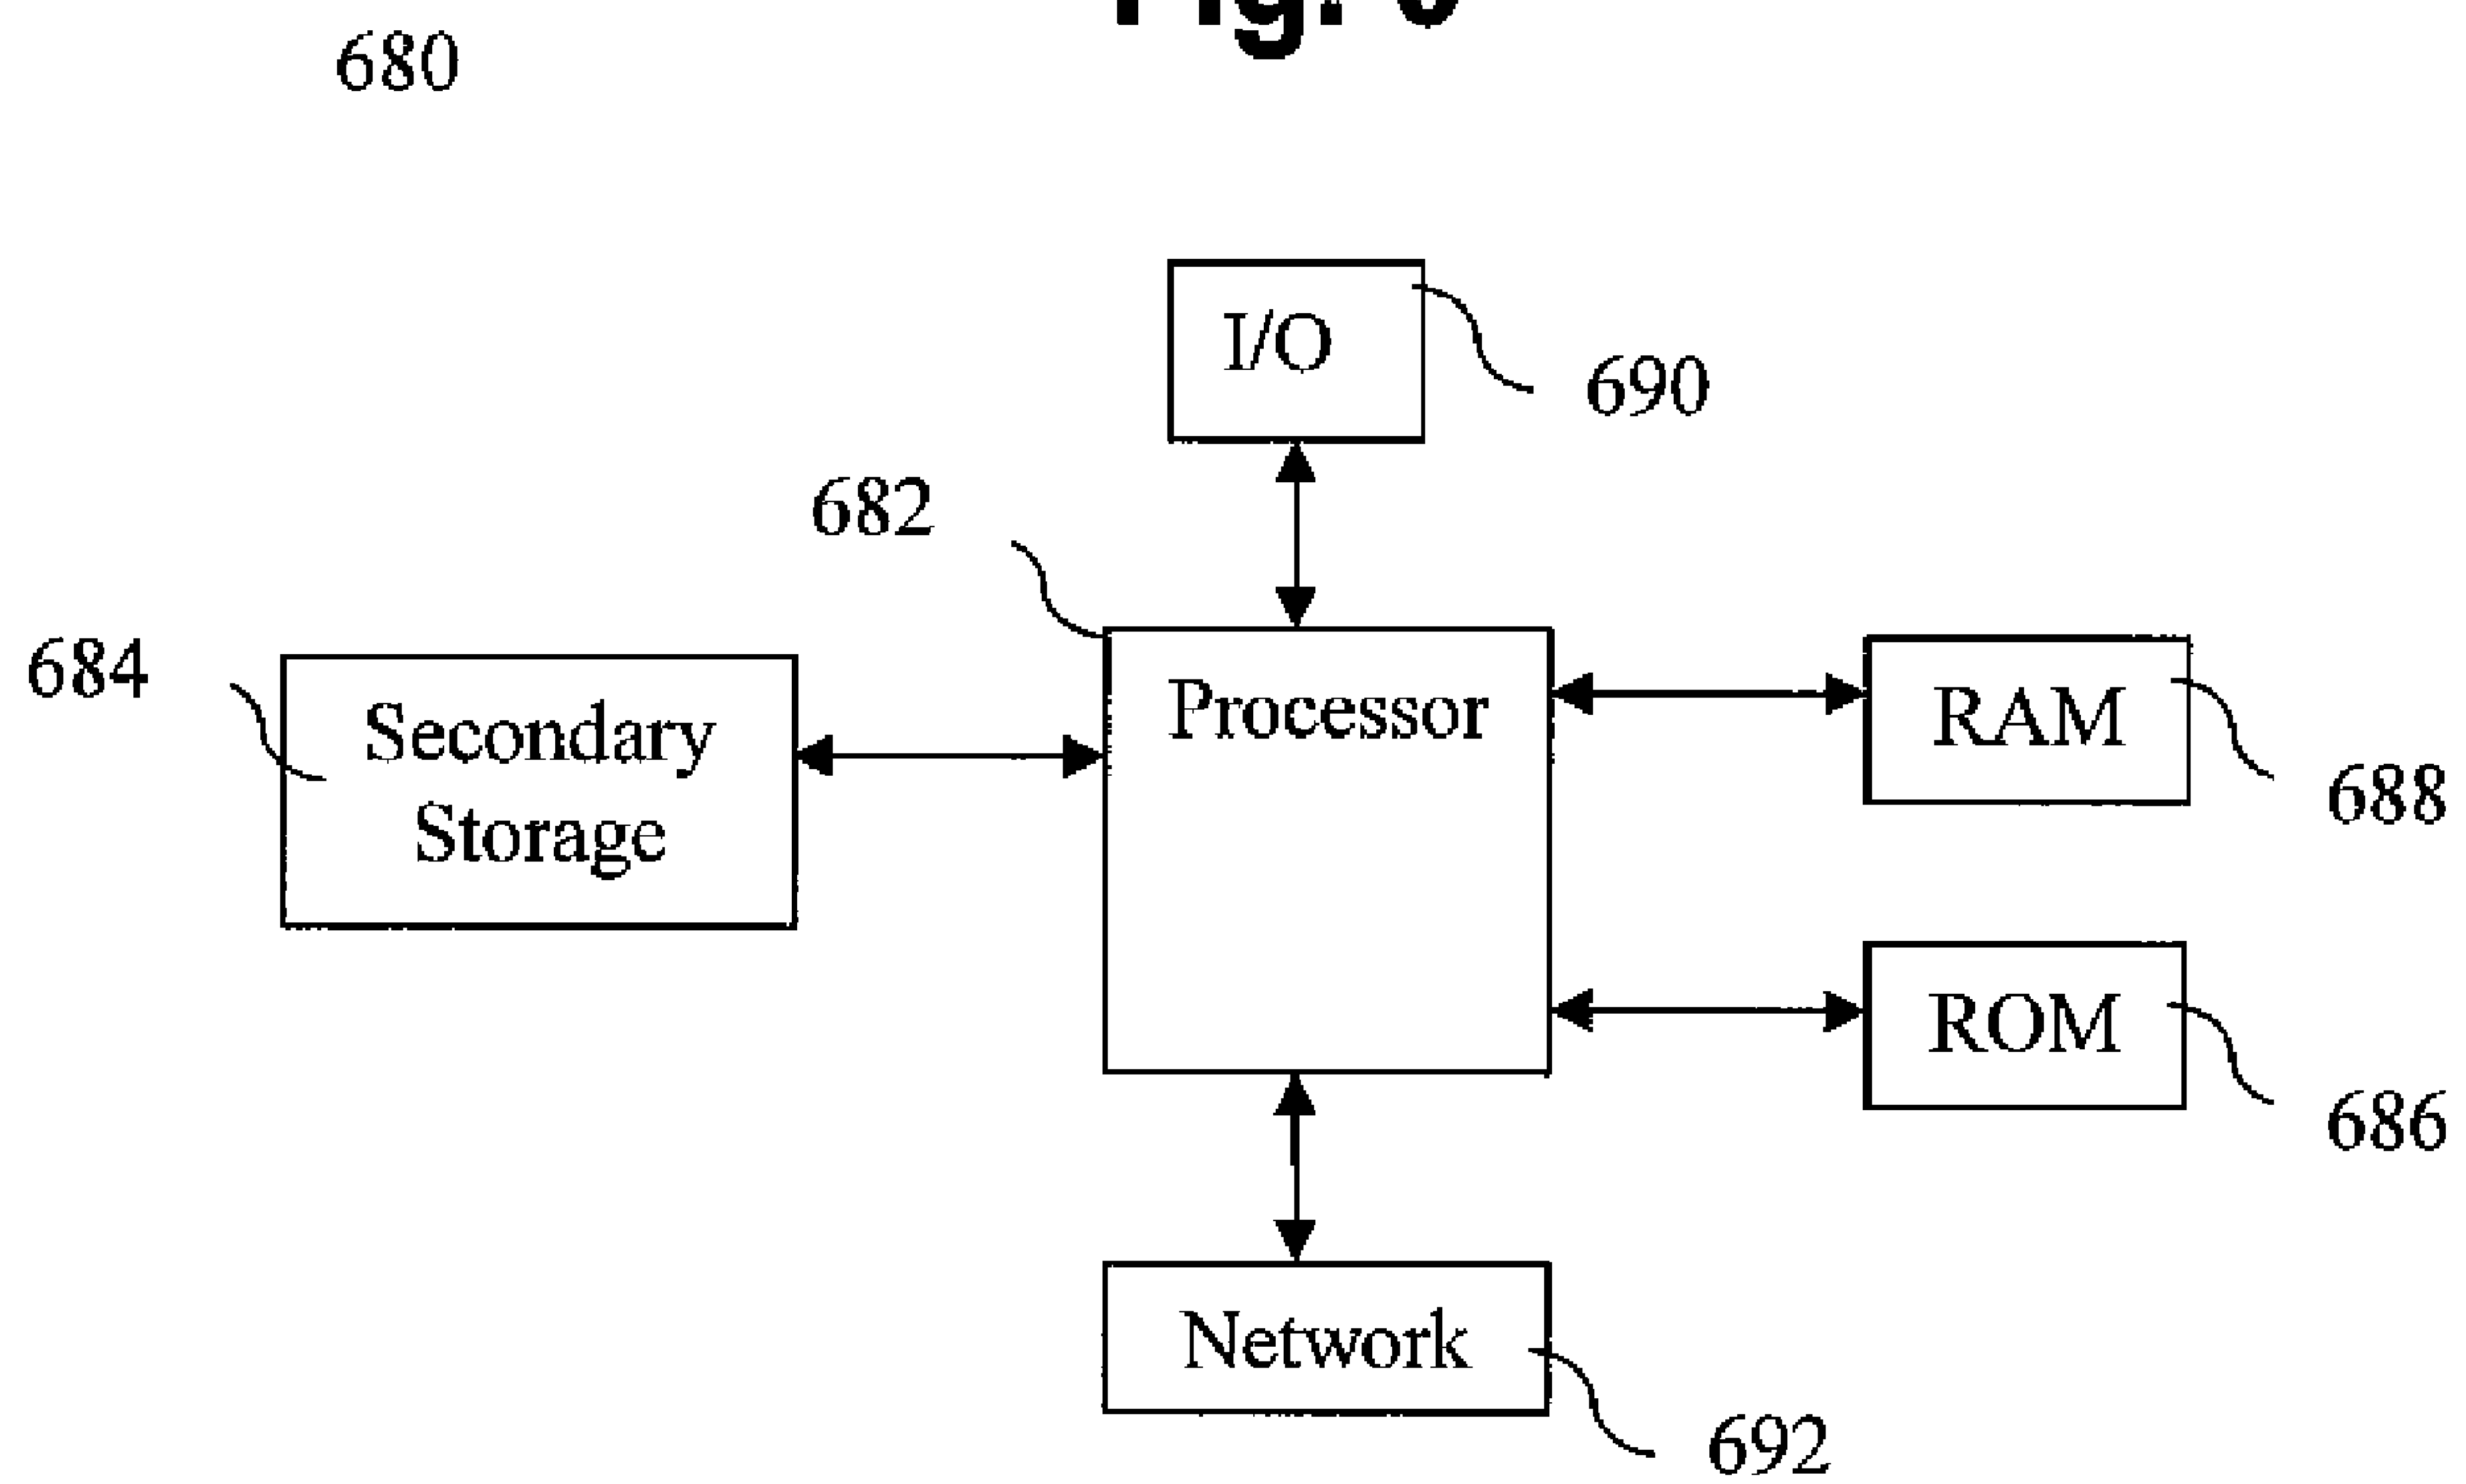 680
I/O
690
682
684
Secondary
Storage
Processor
RAM
688
ROM
686
Network
692